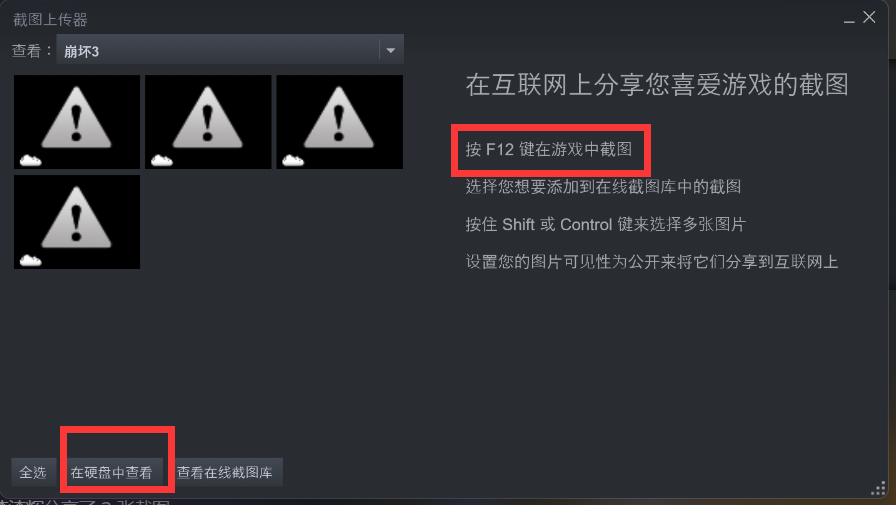 截图上传器
查看：
崩坏3
在互联网上分享您喜爱游戏的截图
按 F12 键在游戏中截图
选择您想要添加到在线截图库中的截图
按住 Shift 或 Control 键来选择多张图片
设置您的图片可见性为公开来将它们分享到互联网上
全选
在硬盘中查看
查看在线截图库